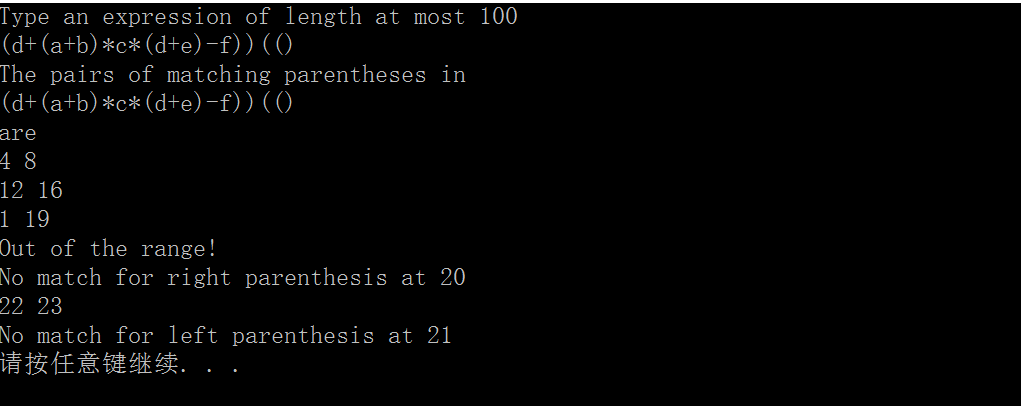 Type an expression of length at most 100
(d+(a+b)*c*(d+e)-f))(()
The pairs of matching parentheses in
(d+(a+b)*c*(d+e)-f))(()
are
4 8
12 16
1 19
Out of the range!
No match for right parenthesis at 20
22 23
No match for left parenthesis at 21
请按任意键继续. . .